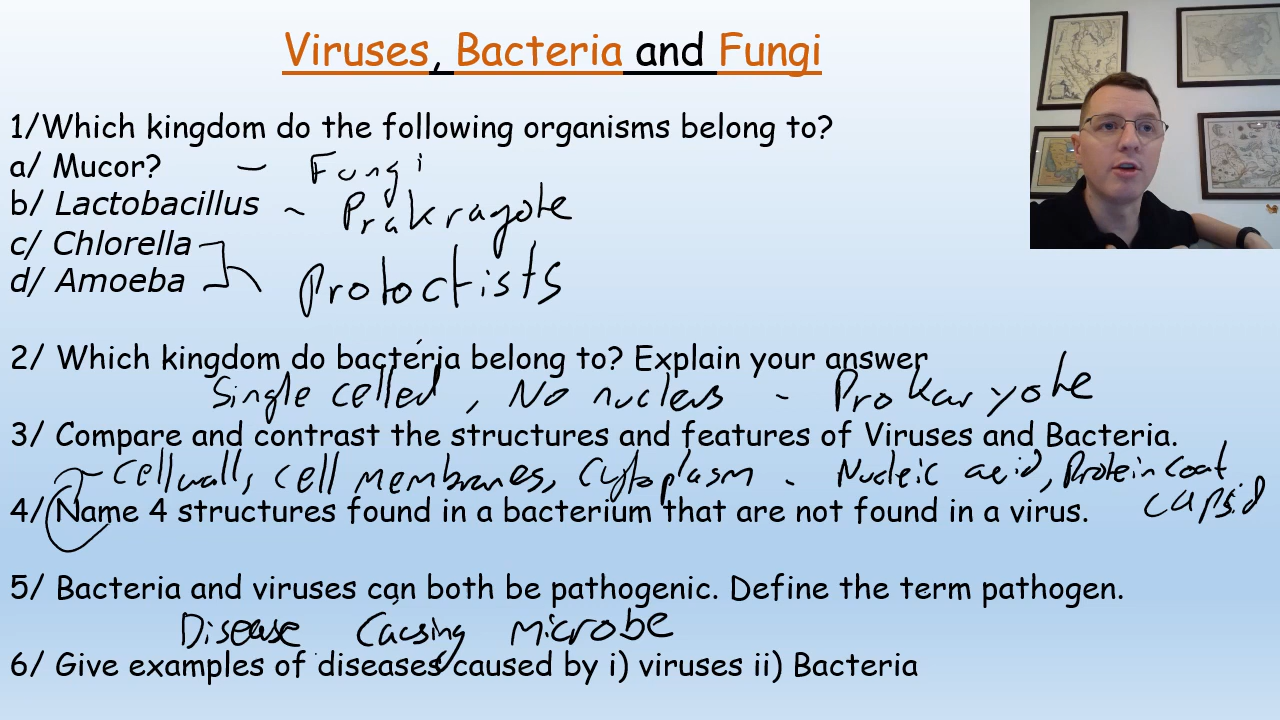 Viruses, Bacteria and Fungi
1/Which kingdom do the following organisms belong to?
a/ Mucor? – Fungi
b/ Lactobacillus ~ Prakragote
c/ Chlorella
d/ Amoeba Protoctists
2/ Which kingdom do bacteria belong to? Explain your answer
Single celled, No nucleus - Prokaryote
3/ Compare and contrast the structures and features of Viruses and Bacteria.
cell walls, cell membranes, cytoplasm. Nucleic acid, Protein coat
capsid
4/ Name 4 structures found in a bacterium that are not found in a virus.
5/ Bacteria and viruses can both be pathogenic. Define the term pathogen.
Disease Causing microbe
6/ Give examples of diseases caused by i) viruses ii) Bacteria